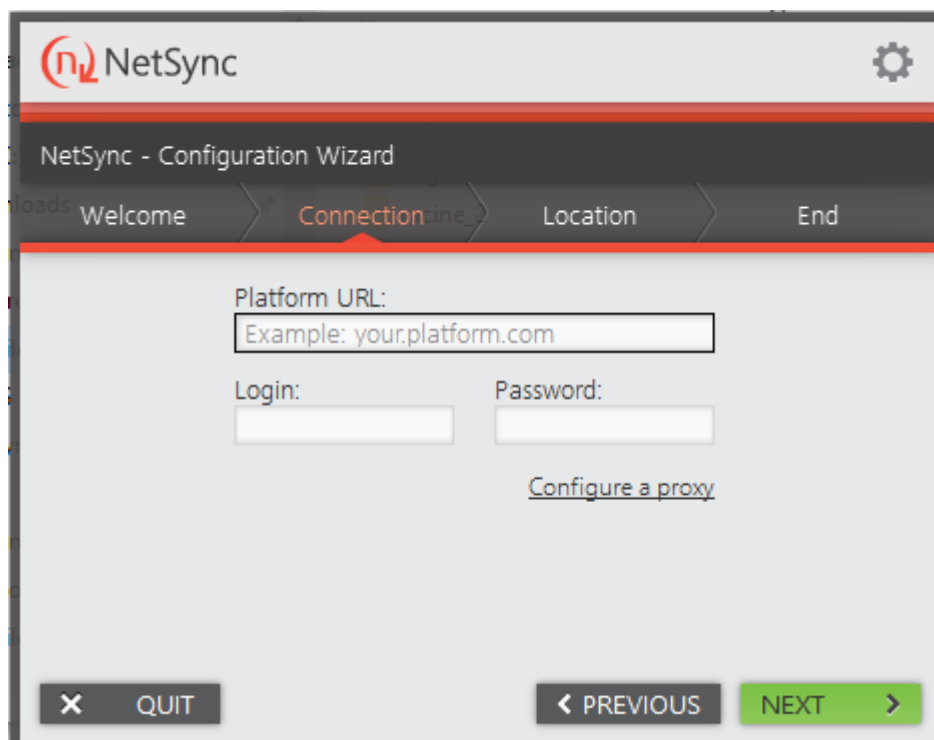 NetSync
NetSync - Configuration Wizard
Welcome Connection Location End
Platform URL:
Example: your.platform.com
Login: Password:
Configure a proxy
QUIT PREVIOUS NEXT